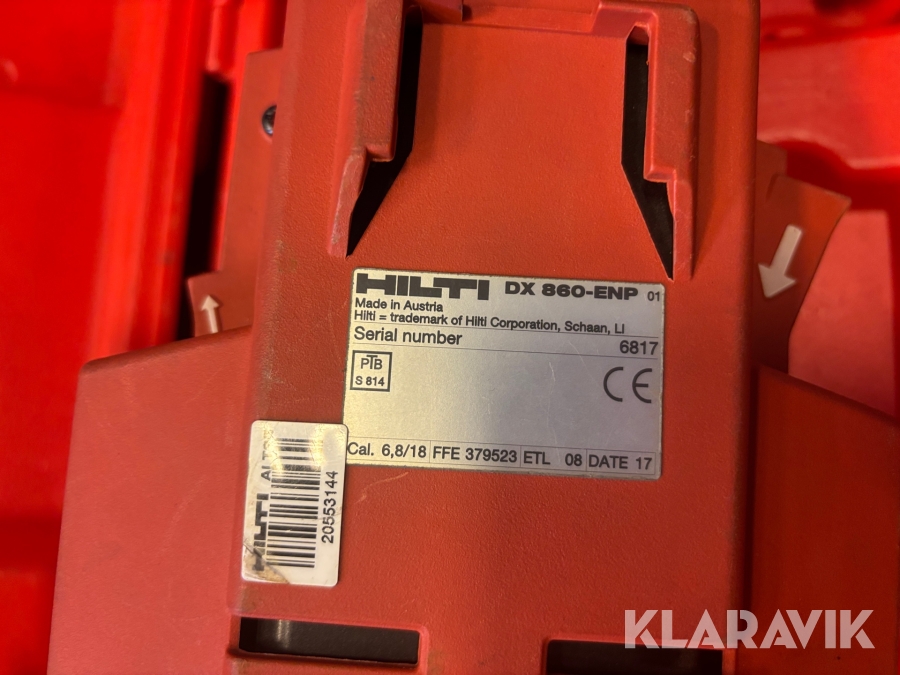 HILTI DX 860-ENP 01
Made in Austria
Hilti = trademark of Hilti Corporation, Schaan, LI
Serial number 6817
PTB
S 814
CE
Cal. 6,8/18 FFE 379523 ETL 08 DATE 17
HILTI
20553144
KLARAVIK